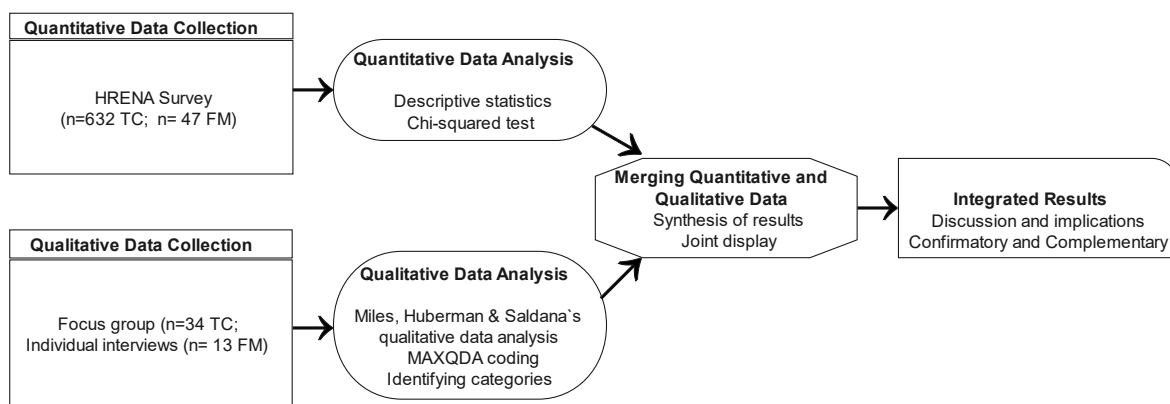 Quantitative Data Collection
HRENA Survey
(n=632 TC; n= 47 FM)
Quantitative Data Analysis
Descriptive statistics
Chi-squared test
Qualitative Data Collection
Focus group (n=34 TC;
Individual interviews (n= 13 FM)
Qualitative Data Analysis
Miles, Huberman & Saldana`s
qualitative data analysis
MAXQDA coding
Identifying categories
Merging Quantitative and
Qualitative Data
Synthesis of results
Joint display
Integrated Results
Discussion and implications
Confirmatory and Complementary